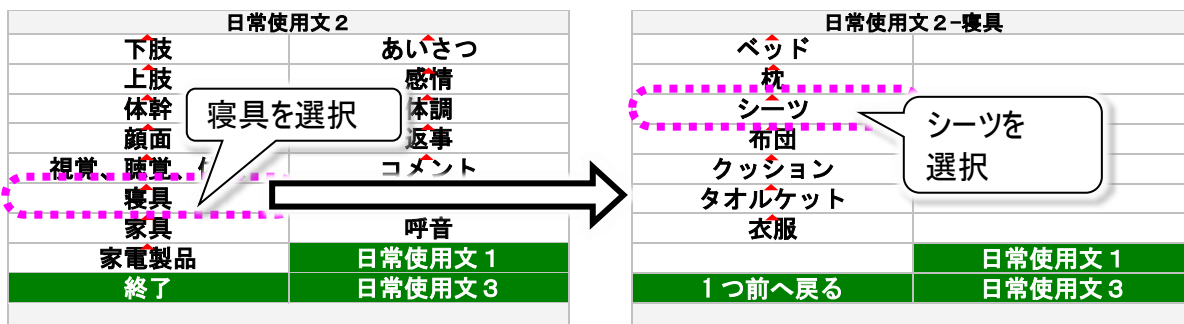 日常使用文２
下肢 あいさつ
上肢 感情
体幹 体調
顔面 返事
視覚、聴覚、 コメント
寝具
家具 呼音
家電製品 日常使用文１
終了 日常使用文３
寝具を選択
日常使用文２-寝具
ベッド
枕
シーツ
布団
クッション
タオルケット
衣服
日常使用文１
１つ前へ戻る 日常使用文３
シーツを
選択